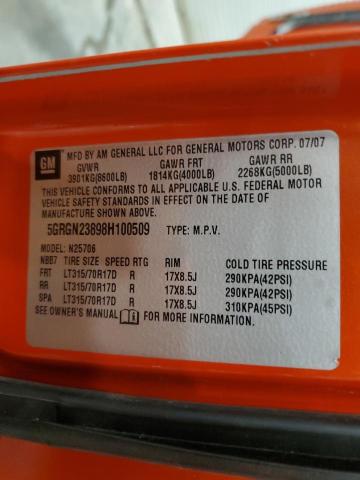 GM MFD BY AM GENERAL LLC FOR GENERAL MOTORS CORP. 07/07
GVWR GAWR FRT GAWR RR
3901KG(8600LB) 1814KG(4000LB) 2268KG(5000LB)
THIS VEHICLE CONFORMS TO ALL APPLICABLE U.S. FEDERAL MOTOR
VEHICLE SAFETY STANDARDS IN EFFECT ON THE DATE OF
MANUFACTURE SHOWN ABOVE.
5GRGN23898H100509 TYPE: M.P.V.
MODEL: N25706
NBB7 TIRE SIZE SPEED RTG RIM COLD TIRE PRESSURE
FRT LT315/70R17D R 17X8.5J 290KPA(42PSI)
RR LT315/70R17D R 17X8.5J 290KPA(42PSI)
SPA LT315/70R17D R 17X8.5J 310KPA(45PSI)
SEE OWNER'S MANUAL FOR MORE INFORMATION.